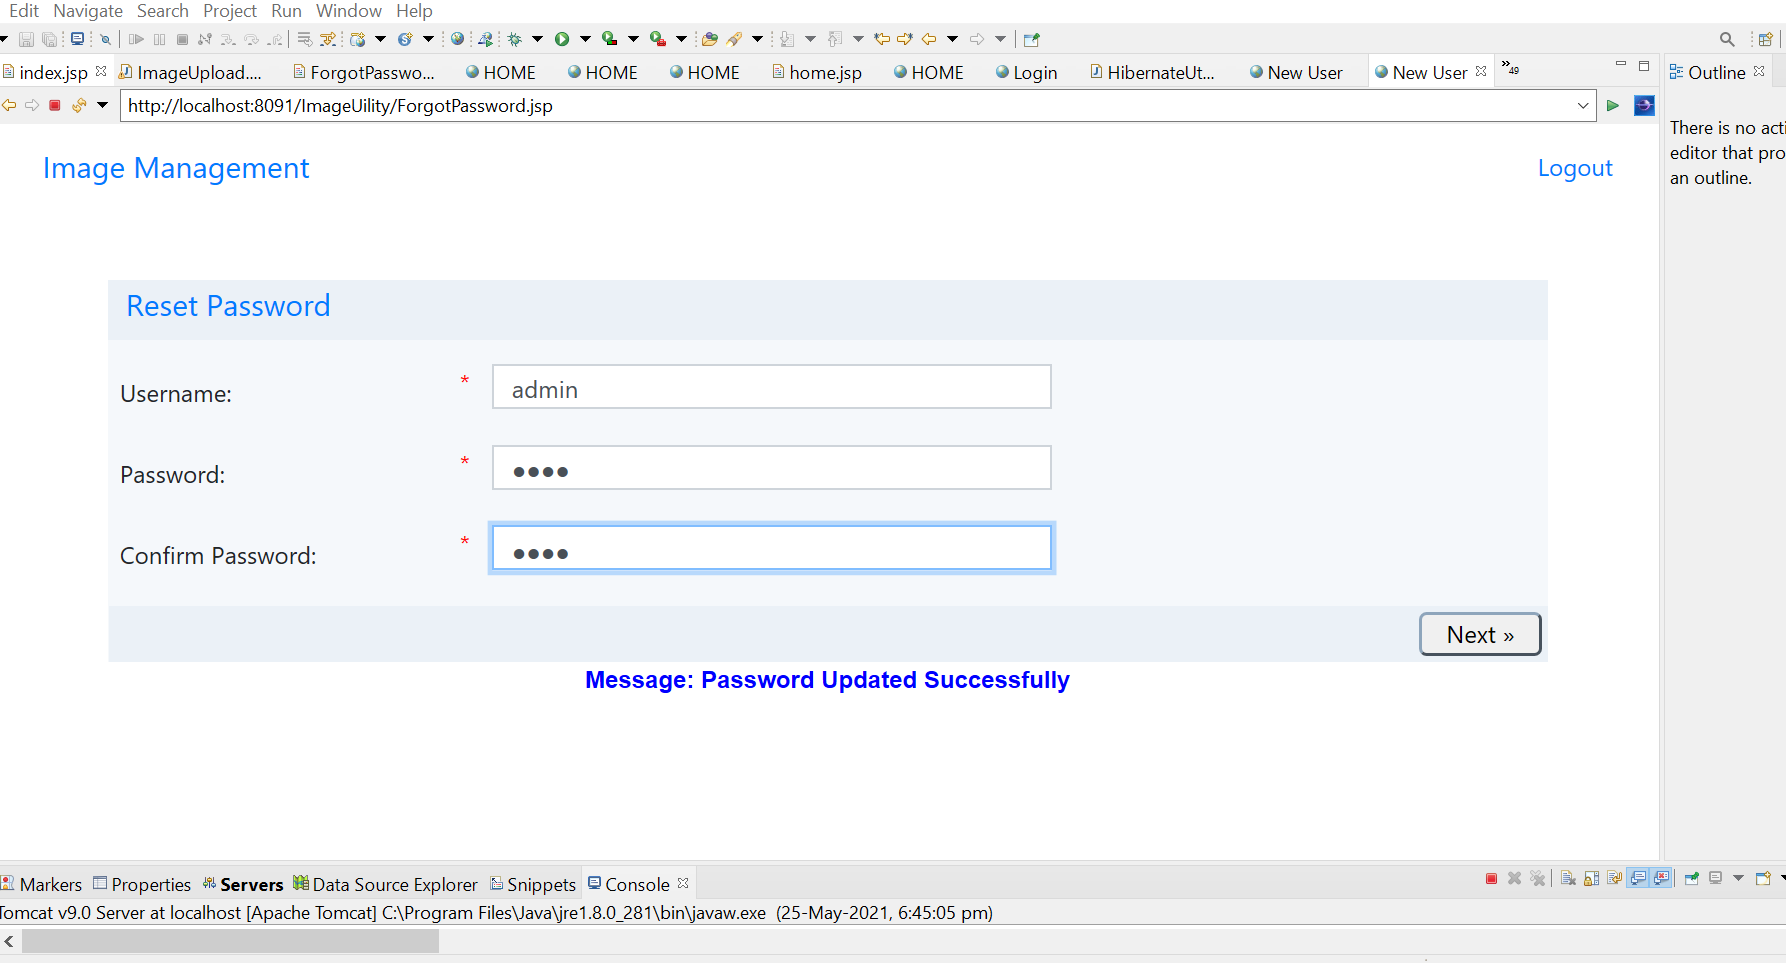 Edit Navigate Search Project Run Window Help
index.jsp ImageUpload.... ForgotPasswo... HOME HOME HOME home.jsp HOME Login HibernateUt... New User New User »49 Outline
http://localhost:8091/ImageUility/ForgotPassword.jsp
There is no acti
editor that pro
an outline.
Image Management Logout
Reset Password
Username: * admin
Password: * ●●●●
Confirm Password: * ●●●●
Next »
Message: Password Updated Successfully
Markers Properties Servers Data Source Explorer Snippets Console
Tomcat v9.0 Server at localhost [Apache Tomcat] C:\Program Files\Java\jre1.8.0_281\bin\javaw.exe (25-May-2021, 6:45:05 pm)